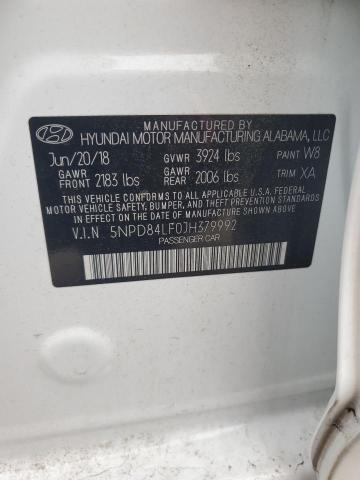 MANUFACTURED BY
HYUNDAI MOTOR MANUFACTURING ALABAMA, LLC
Jun/20/18 GVWR 3924 lbs PAINT W8
GAWR FRONT 2183 lbs GAWR REAR 2006 lbs TRIM XA
THIS VEHICLE CONFORMS TO ALL APPLICABLE U.S.A. FEDERAL
MOTOR VEHICLE SAFETY, BUMPER, AND THEFT PREVENTION STANDARDS
IN EFFECT ON THE DATE OF MANUFACTURE SHOWN ABOVE.
V.I.N 5NPD84LF0JH379992
PASSENGER CAR